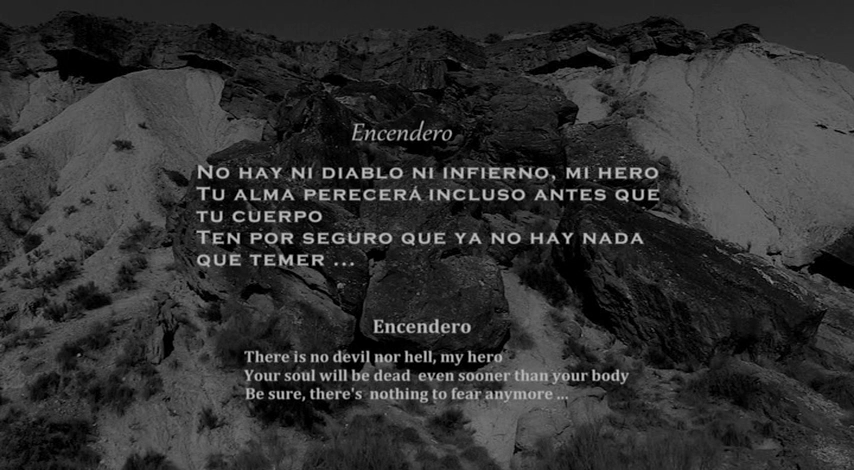 Encendero
NO HAY NI DIABLO NI INFIERNO, MI HERO
TU ALMA PERECERÁ INCLUSO ANTES QUE
TU CUERPO
TEN POR SEGURO QUE YA NO HAY NADA
QUE TEMER ...
Encendero
There is no devil nor hell, my hero
Your soul will be dead even sooner than your body
Be sure, there's nothing to fear anymore ...